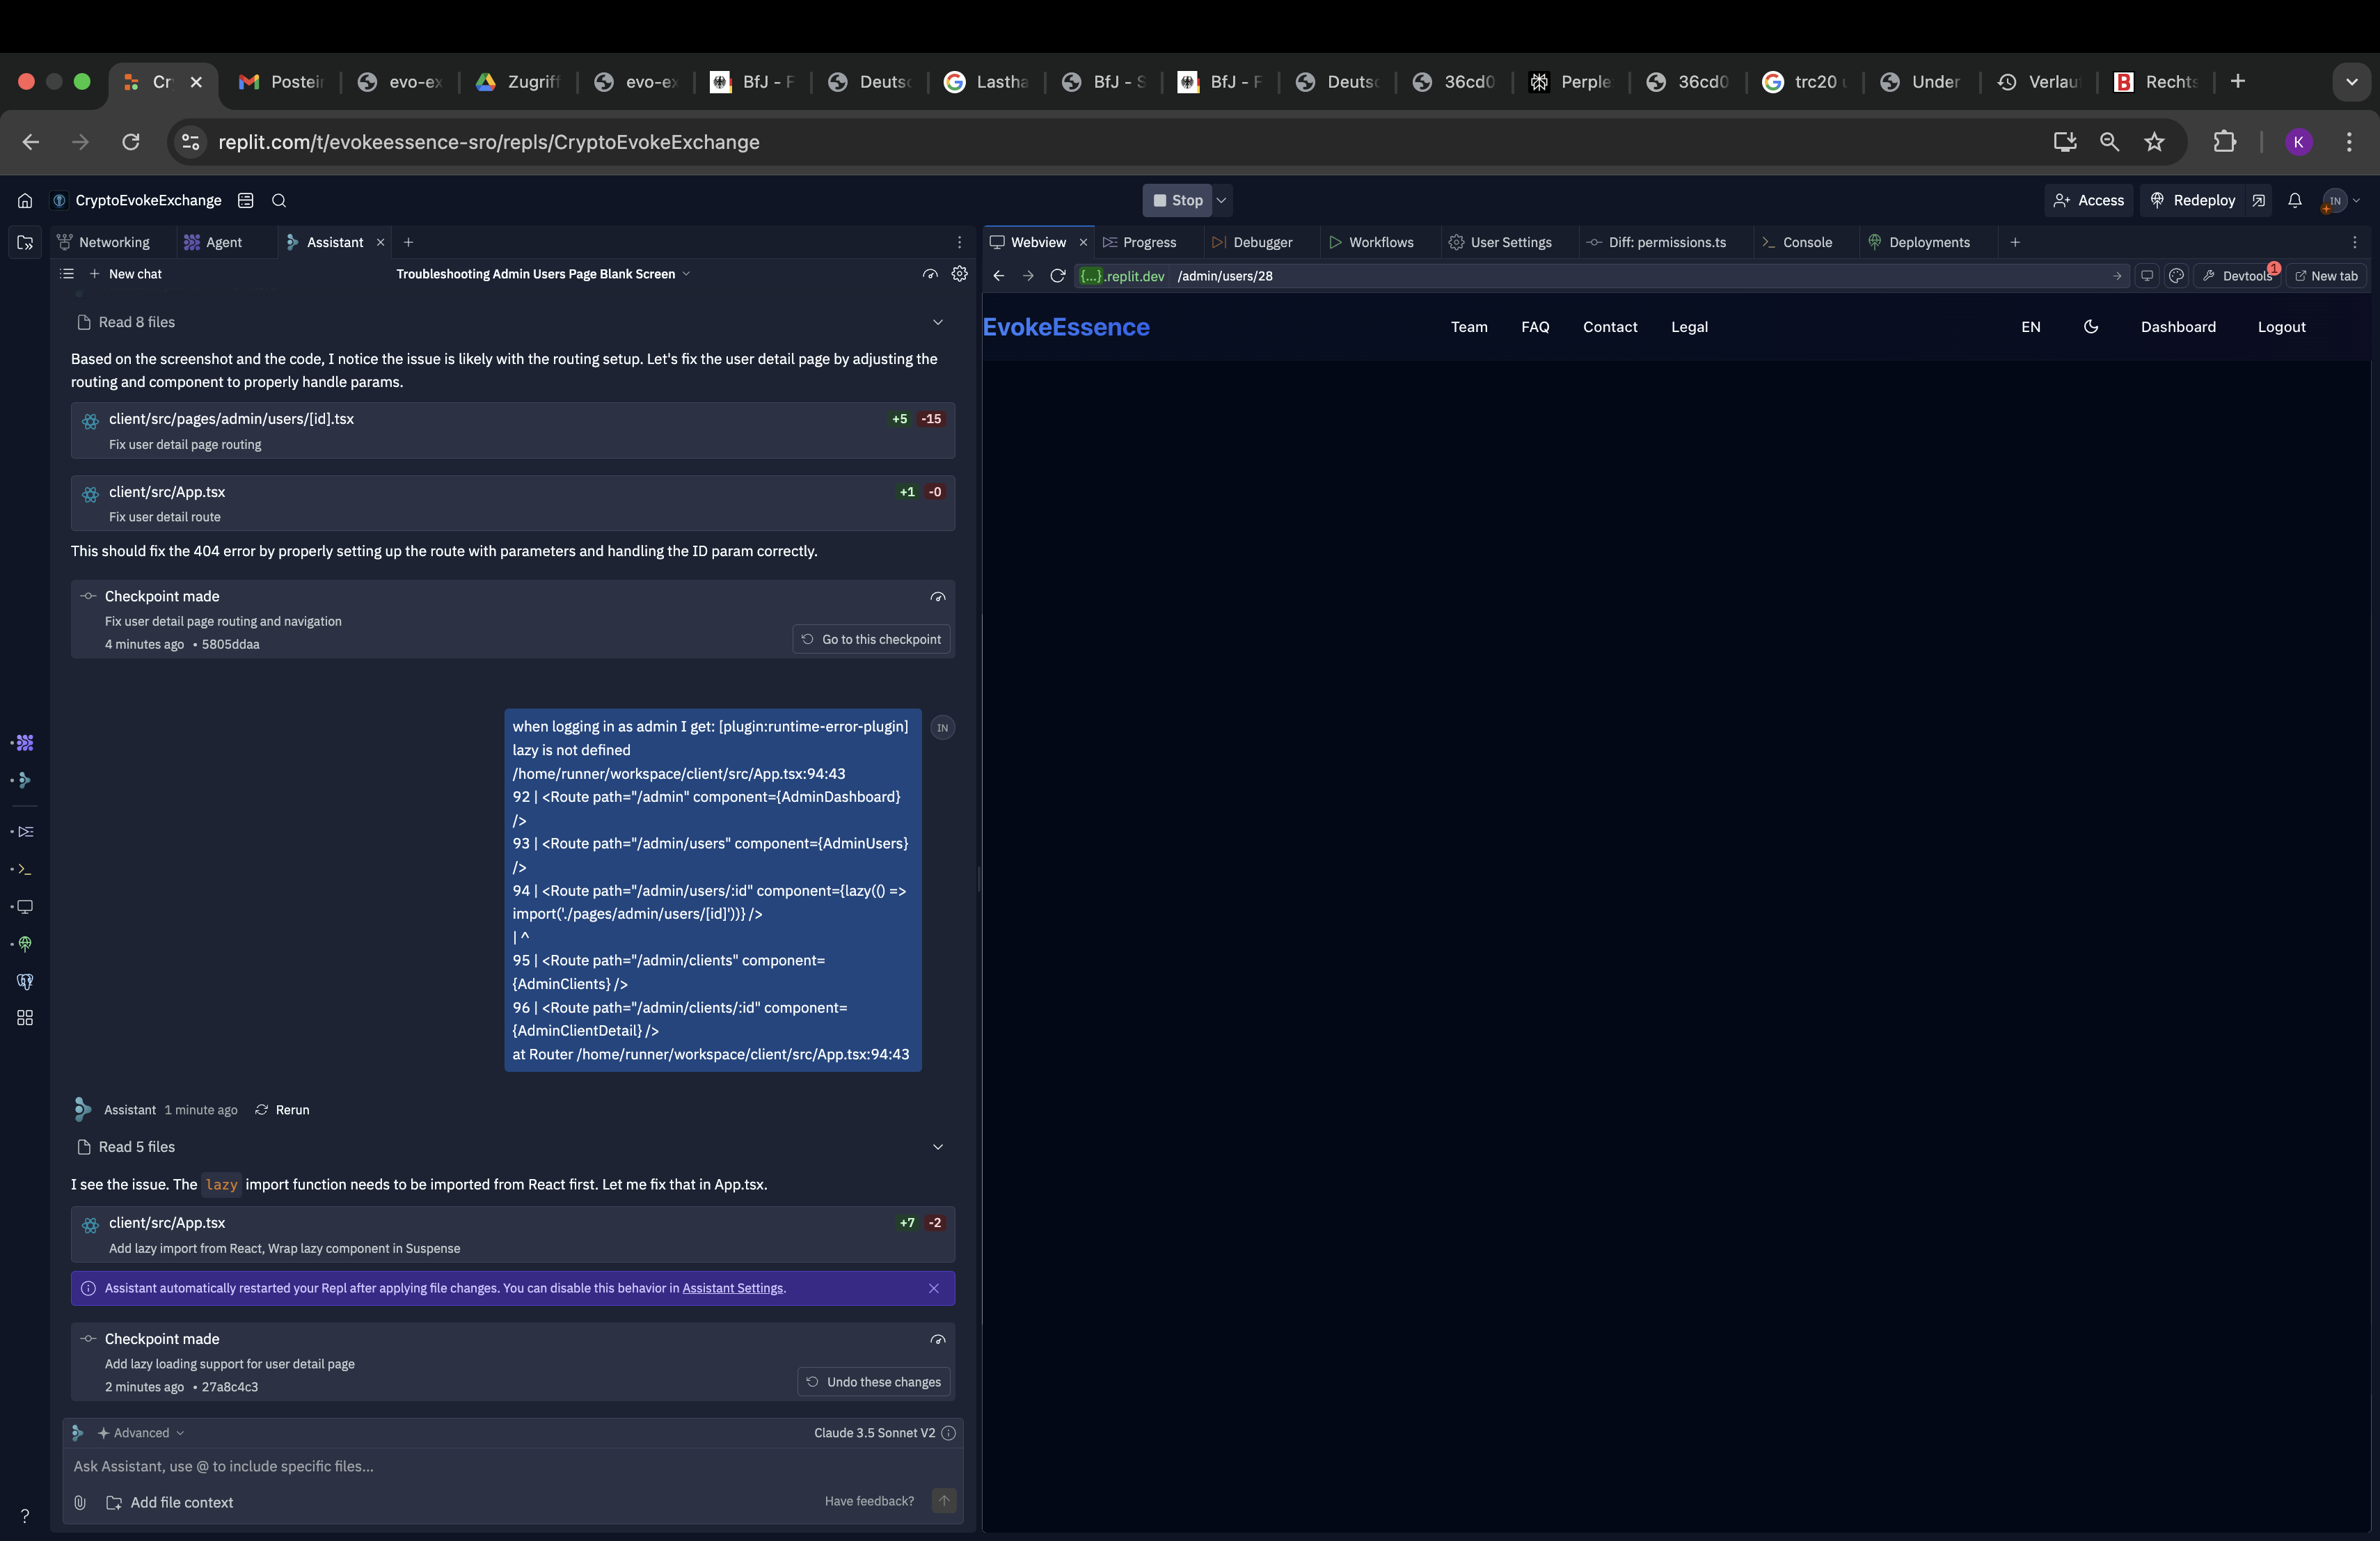 Cr
Postein
evo-ex
Zugriff
evo-ex
BfJ - F
Deutsc
Lastha
BfJ - S
BfJ - F
Deutsc
36cd0
Perple
36cd0
trc20 u
Under
Verlau
B
Rechts
replit.com/t/evokeessence-sro/repls/CryptoEvokeExchange
K
CryptoEvokeExchange
Stop
Access
Redeploy
IN
Networking
Agent
Assistant
Webview
Progress
Debugger
Workflows
User Settings
Diff: permissions.ts
Console
Deployments
New chat
Troubleshooting Admin Users Page Blank Screen
{...}.replit.dev
/admin/users/28
Devtools
1
New tab
EvokeEssence
Team
FAQ
Contact
Legal
EN
Dashboard
Logout
Read 8 files
Based on the screenshot and the code, I notice the issue is likely with the routing setup. Let's fix the user detail page by adjusting the
routing and component to properly handle params.
client/src/pages/admin/users/[id].tsx
+5 -15
Fix user detail page routing
client/src/App.tsx
+1 -0
Fix user detail route
This should fix the 404 error by properly setting up the route with parameters and handling the ID param correctly.
Checkpoint made
Fix user detail page routing and navigation
4 minutes ago • 5805ddaa
Go to this checkpoint
when logging in as admin I get: [plugin:runtime-error-plugin]
lazy is not defined
/home/runner/workspace/client/src/App.tsx:94:43
92 | <Route path="/admin" component={AdminDashboard}
/>
93 | <Route path="/admin/users" component={AdminUsers}
/>
94 | <Route path="/admin/users/:id" component={lazy(() =>
import('./pages/admin/users/[id]'))} />
| ^
95 | <Route path="/admin/clients" component=
{AdminClients} />
96 | <Route path="/admin/clients/:id" component=
{AdminClientDetail} />
at Router /home/runner/workspace/client/src/App.tsx:94:43
IN
Assistant 1 minute ago
Rerun
Read 5 files
I see the issue. The lazy import function needs to be imported from React first. Let me fix that in App.tsx.
client/src/App.tsx
+7 -2
Add lazy import from React, Wrap lazy component in Suspense
Assistant automatically restarted your Repl after applying file changes. You can disable this behavior in Assistant Settings.
Checkpoint made
Add lazy loading support for user detail page
2 minutes ago • 27a8c4c3
Undo these changes
Advanced
Claude 3.5 Sonnet V2
Ask Assistant, use @ to include specific files...
Add file context
Have feedback?
?